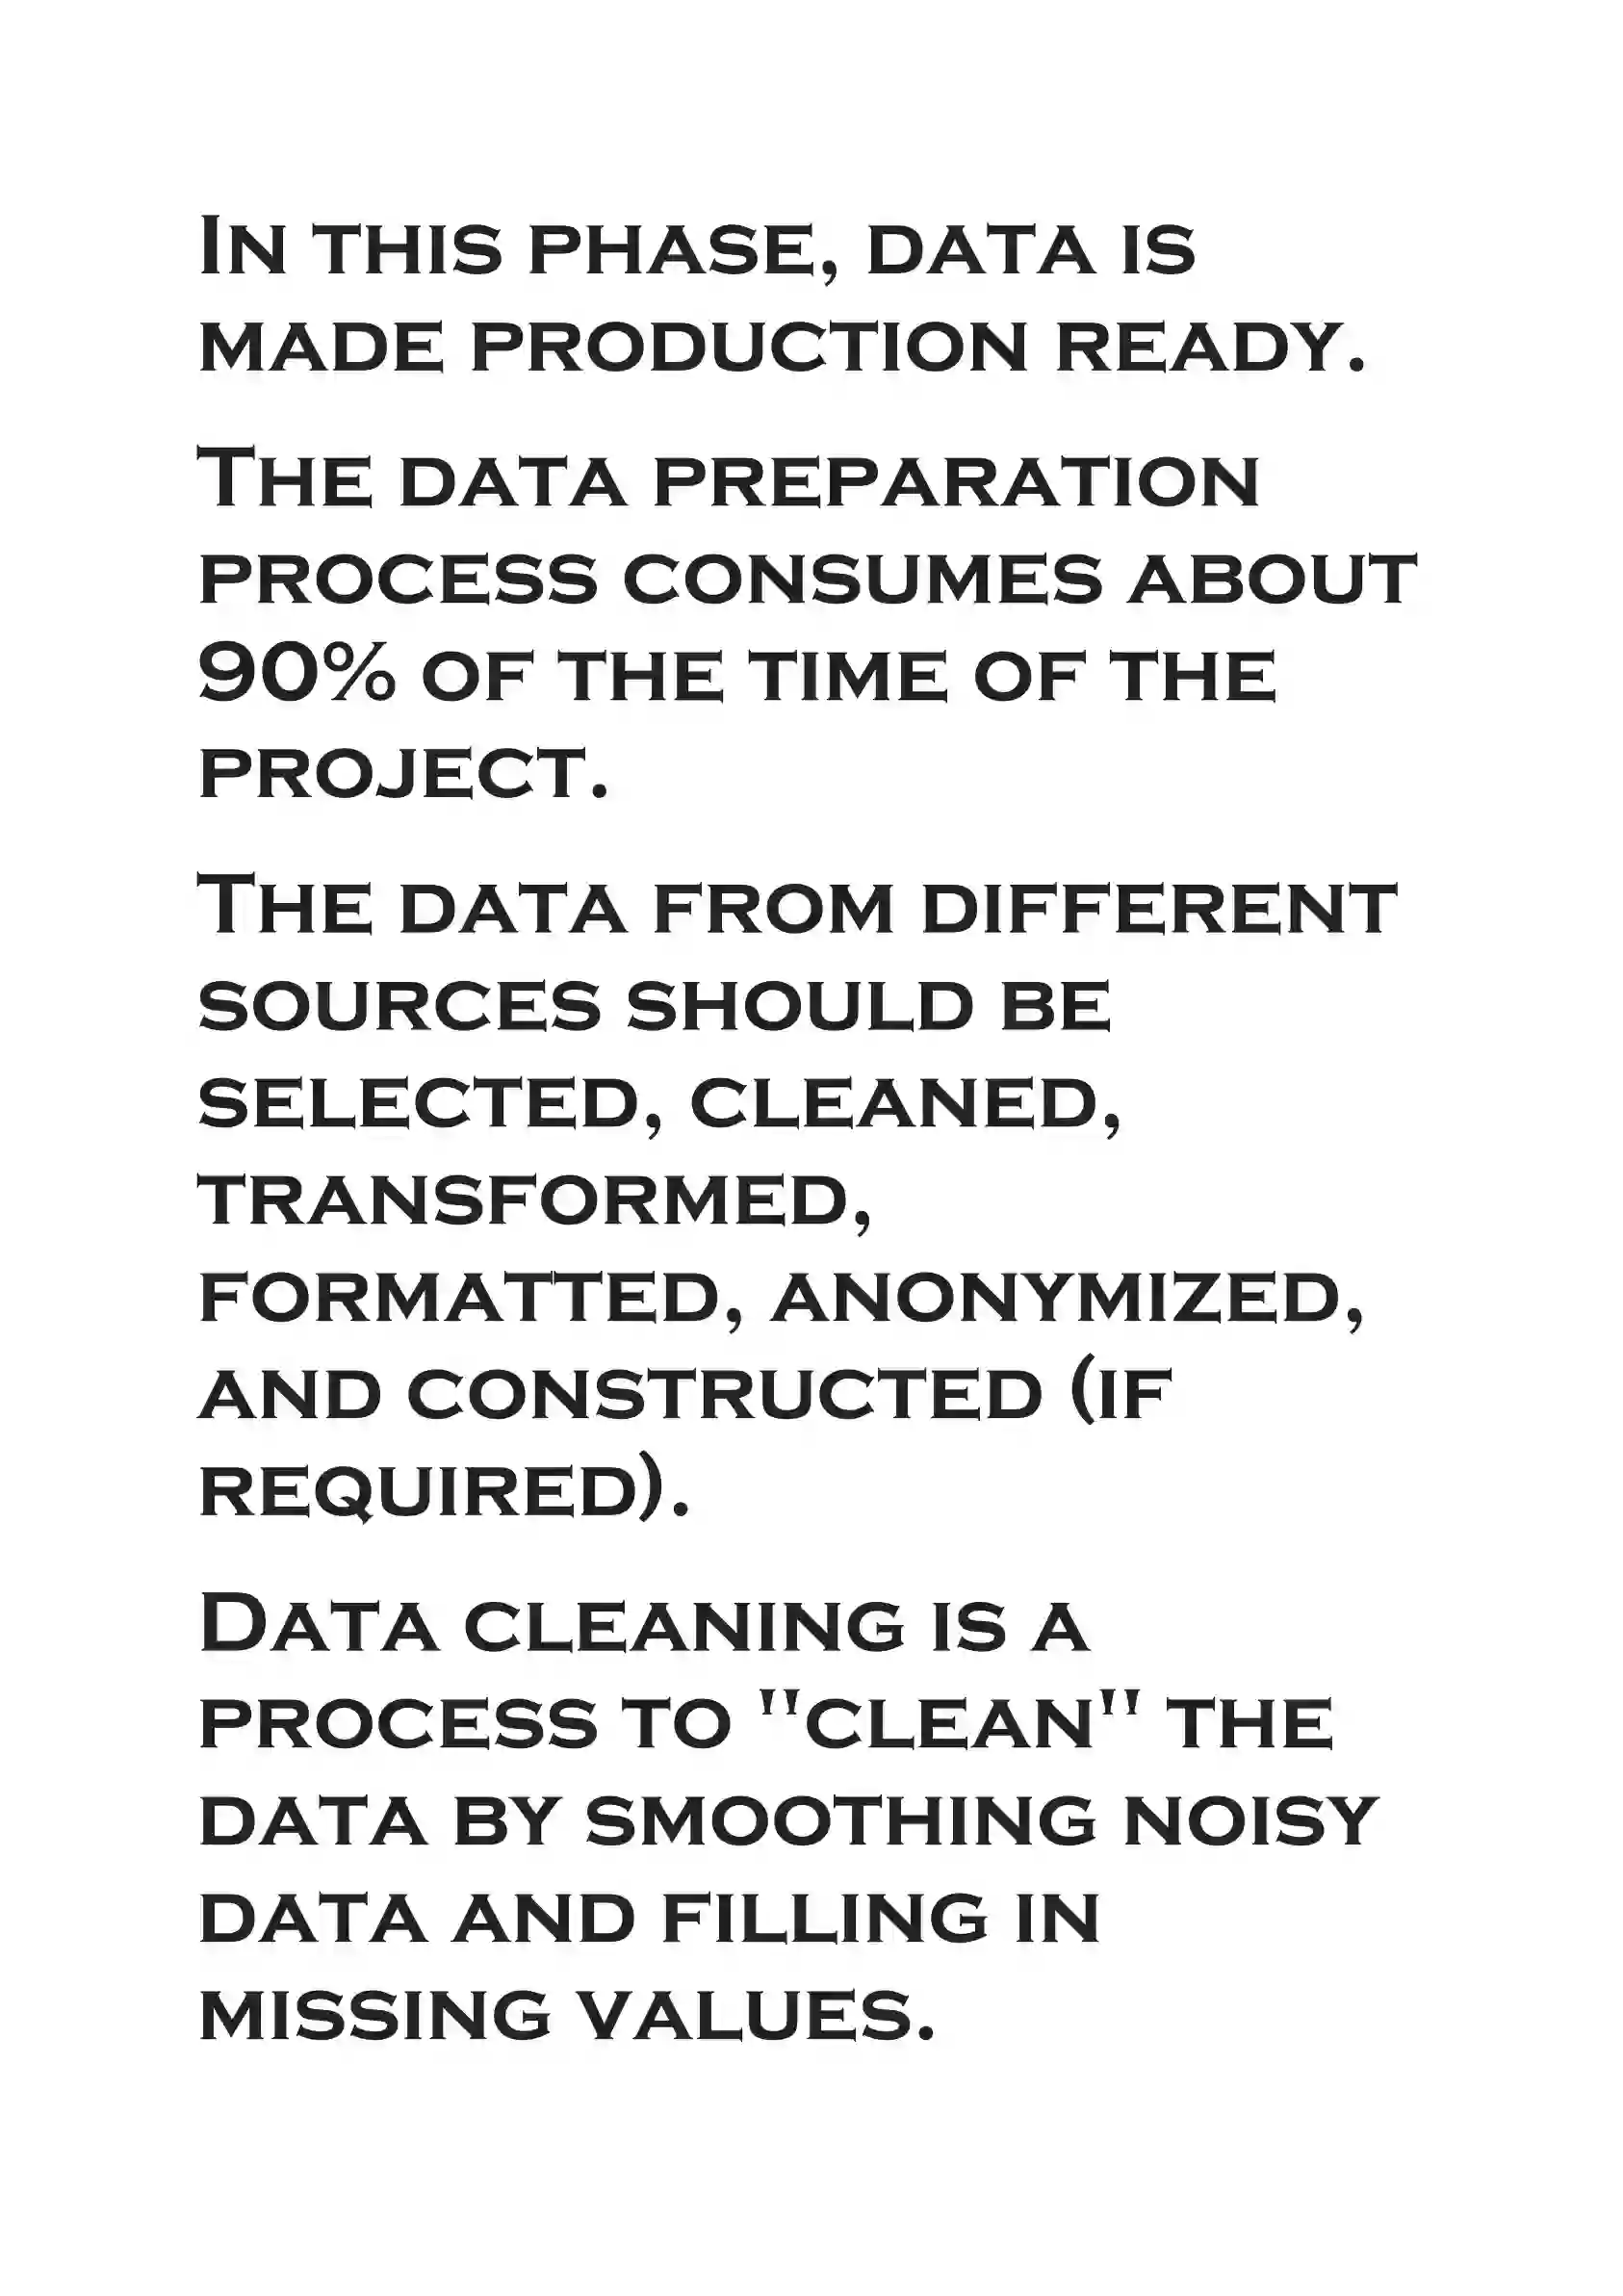 In this phase, data is
made production ready.
The data preparation
process consumes about
90% of the time of the
project.
The data from different
sources should be
selected, cleaned,
transformed,
formatted, anonymized,
and constructed (if
required).
Data cleaning is a
process to "clean" the
data by smoothing noisy
data and filling in
missing values.